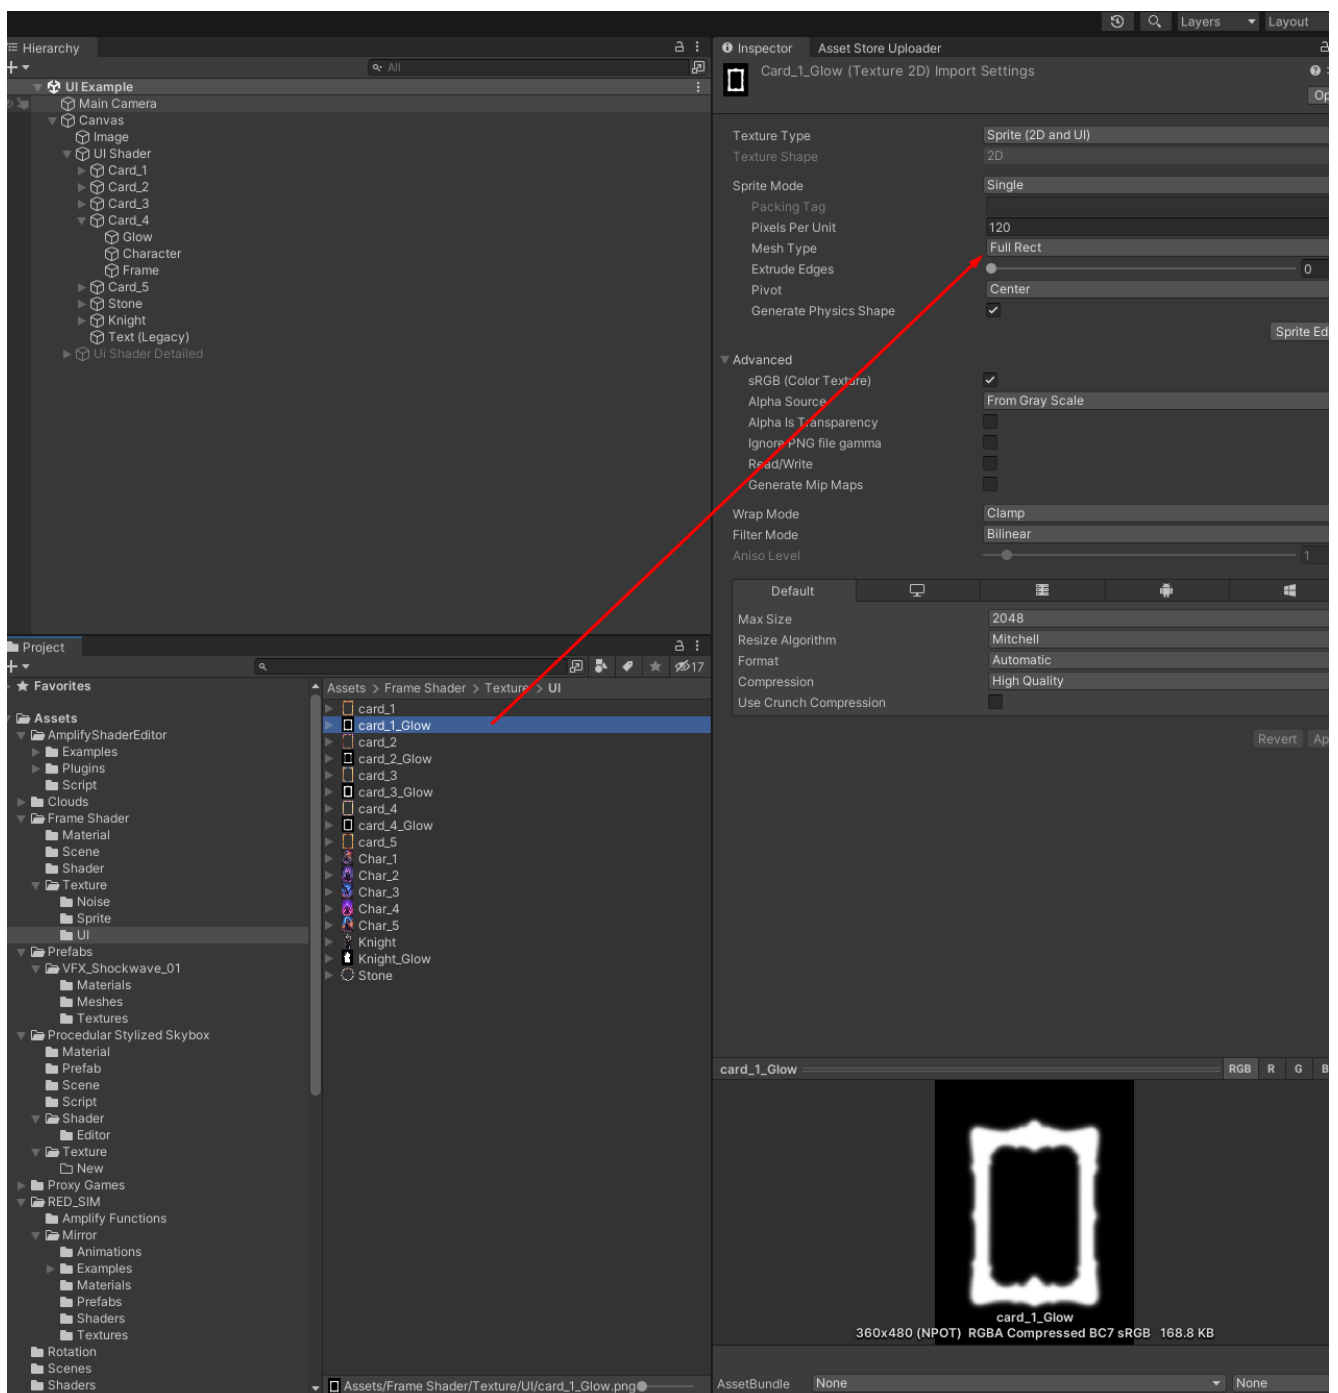 Layers
Layout
Hierarchy
All
UI Example
Main Camera
Canvas
Image
UI Shader
Card_1
Card_2
Card_3
Card_4
Glow
Character
Frame
Card_5
Stone
Knight
Text (Legacy)
Ui Shader Detailed
Inspector
Asset Store Uploader
Card_1_Glow (Texture 2D) Import Settings
Op
Texture Type Sprite (2D and UI)
Texture Shape 2D
Sprite Mode Single
Packing Tag
Pixels Per Unit 120
Mesh Type Full Rect
Extrude Edges 0
Pivot Center
Generate Physics Shape
Sprite Ed
Advanced
sRGB (Color Texture)
Alpha Source From Gray Scale
Alpha Is Transparency
Ignore PNG file gamma
Read/Write
Generate Mip Maps
Wrap Mode Clamp
Filter Mode Bilinear
Aniso Level 1
Default
Max Size 2048
Resize Algorithm Mitchell
Format Automatic
Compression High Quality
Use Crunch Compression
Revert Ap
Project
17
Favorites
Assets
AmplifyShaderEditor
Examples
Plugins
Script
Clouds
Frame Shader
Material
Scene
Shader
Texture
Noise
Sprite
UI
Prefabs
VFX_Shockwave_01
Materials
Meshes
Textures
Procedular Stylized Skybox
Material
Prefab
Scene
Script
Shader
Editor
Texture
New
Proxy Games
RED_SIM
Amplify Functions
Mirror
Animations
Examples
Materials
Prefabs
Shaders
Textures
Rotation
Scenes
Shaders
Assets > Frame Shader > Texture > UI
card_1
card_1_Glow
card_2
card_2_Glow
card_3
card_3_Glow
card_4
card_4_Glow
card_5
Char_1
Char_2
Char_3
Char_4
Char_5
Knight
Knight_Glow
Stone
Assets/Frame Shader/Texture/UI/card_1_Glow.png
card_1_Glow
RGB R G B
card_1_Glow
360x480 (NPOT) RGBA Compressed BC7 sRGB 168.8 KB
AssetBundle None None